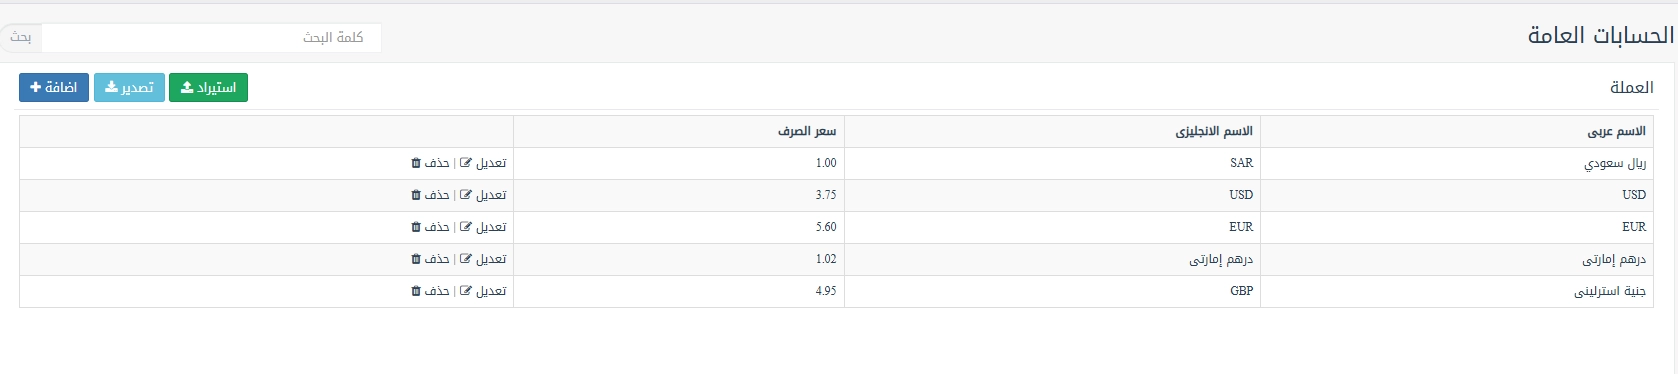 الحسابات العامة
كلمة البحث بحث
العملة
استيراد تصدير اضافة
الاسم عربى الاسم الانجليزى سعر الصرف
ريال سعودي SAR 1.00 تعديل | حذف
USD USD 3.75 تعديل | حذف
EUR EUR 5.60 تعديل | حذف
درهم إمارتى درهم إمارتى 1.02 تعديل | حذف
جنية استرلينى GBP 4.95 تعديل | حذف